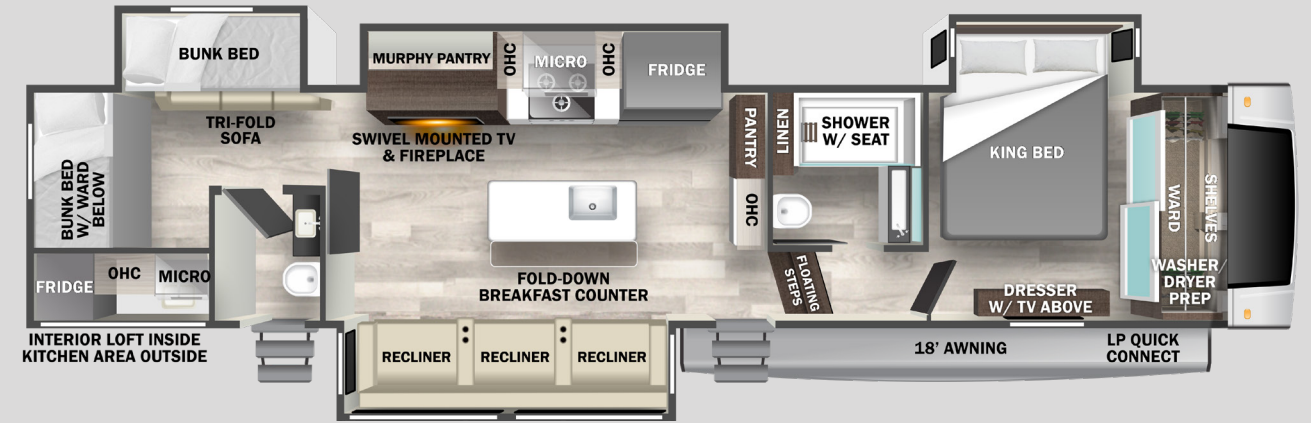 BUNK BED
TRI-FOLD
SOFA
BUNK BED
W/ WARD
BELOW
FRIDGE
OHC
MICRO
INTERIOR LOFT INSIDE
KITCHEN AREA OUTSIDE
MURPHY PANTRY
OHC
MICRO
OHC
FRIDGE
SWIVEL MOUNTED TV
& FIREPLACE
FOLD-DOWN
BREAKFAST COUNTER
RECLINER
RECLINER
RECLINER
PANTRY
OHC
LINEN
SHOWER
W/ SEAT
FLOATING
STEPS
KING BED
DRESSER
W/ TV ABOVE
WARD
SHELVES
WASHER/
DRYER
PREP
18' AWNING
LP QUICK
CONNECT